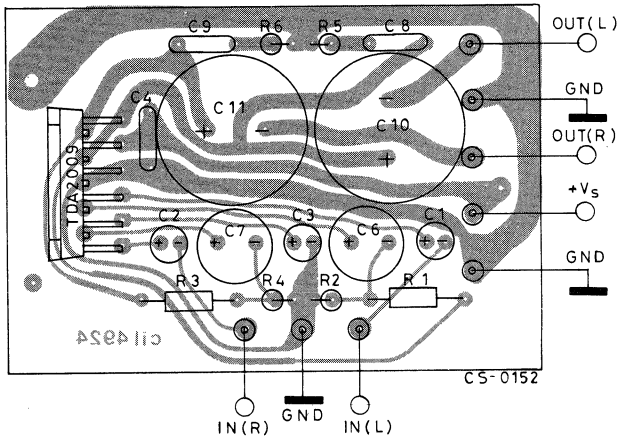 C9 R6 R5 C8 OUT(L)
GND
C4 C11 C10 OUT(R)
TDA2009
+Vs
C2 C7 C3 C6 C1
GND
R3 R4 R2 R1
cil4924
CS-0152
IN(R) GND IN(L)